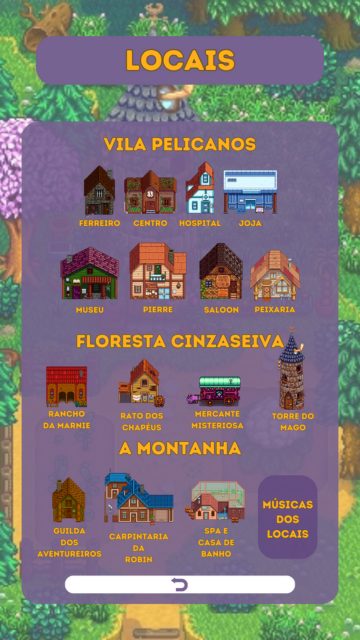 LOCAIS
VILA PELICANOS
FERREIRO CENTRO HOSPITAL JOJA
MUSEU PIERRE SALOON PEIXARIA
FLORESTA CINZASEIVA
RANCHO
DA MARNIE
RATO DOS
CHAPÉUS
MERCANTE
MISTERIOSA
TORRE DO
MAGO
A MONTANHA
GUILDA
DOS
AVENTUREIROS
CARPINTARIA
DA
ROBIN
SPA E
CASA DE
BANHO
MÚSICAS
DOS
LOCAIS